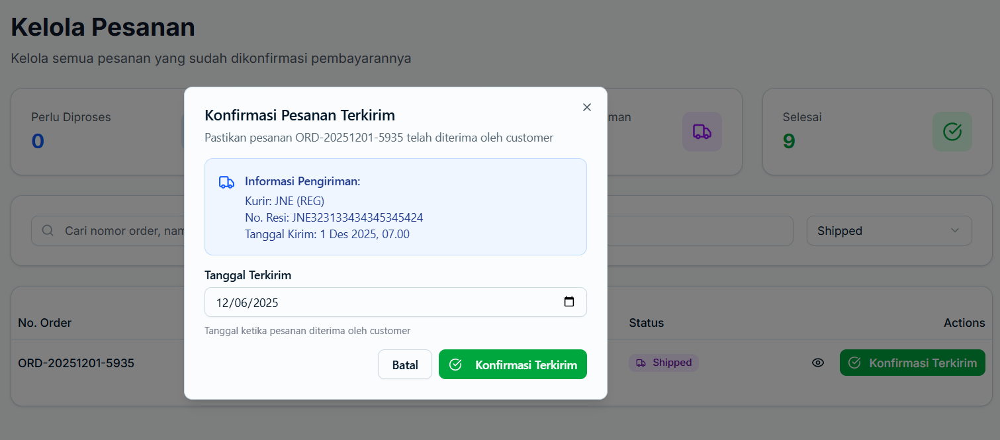 Kelola Pesanan
Kelola semua pesanan yang sudah dikonfirmasi pembayarannya
Perlu Diproses
0
man
Selesai
9
Konfirmasi Pesanan Terkirim
Pastikan pesanan ORD-20251201-5935 telah diterima oleh customer
Informasi Pengiriman:
Kurir: JNE (REG)
No. Resi: JNE323133434345345424
Tanggal Kirim: 1 Des 2025, 07.00
Tanggal Terkirim
12/06/2025
Tanggal ketika pesanan diterima oleh customer
Batal
Konfirmasi Terkirim
Cari nomor order, nam
Shipped
No. Order
Status
Actions
ORD-20251201-5935
Shipped
Konfirmasi Terkirim